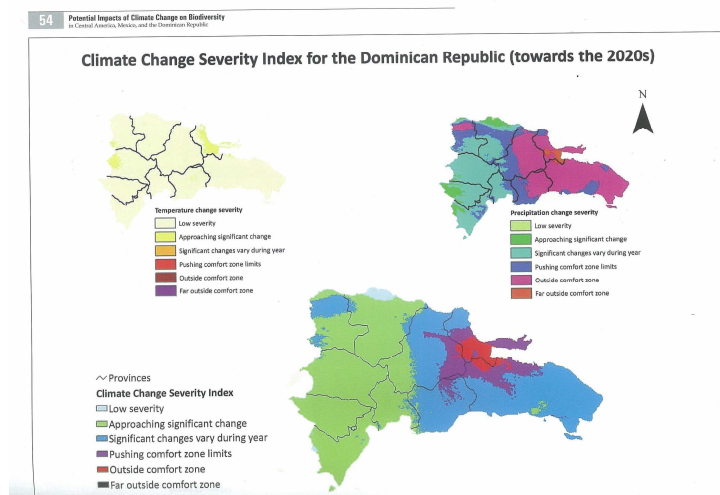 54
Potential Impacts of Climate Change on Biodiversity
in Central America, Mexico, and the Dominican Republic
Climate Change Severity Index for the Dominican Republic (towards the 2020s)
N
Temperature change severity
Low severity
Approaching significant change
Significant changes vary during year
Pushing comfort zone limits
Outside comfort zone
Far outside comfort zone
Precipitation change severity
Low severity
Approaching significant change
Significant changes vary during year
Pushing comfort zone limits
Outside comfort zone
Far outside comfort zone
Provinces
Climate Change Severity Index
Low severity
Approaching significant change
Significant changes vary during year
Pushing comfort zone limits
Outside comfort zone
Far outside comfort zone